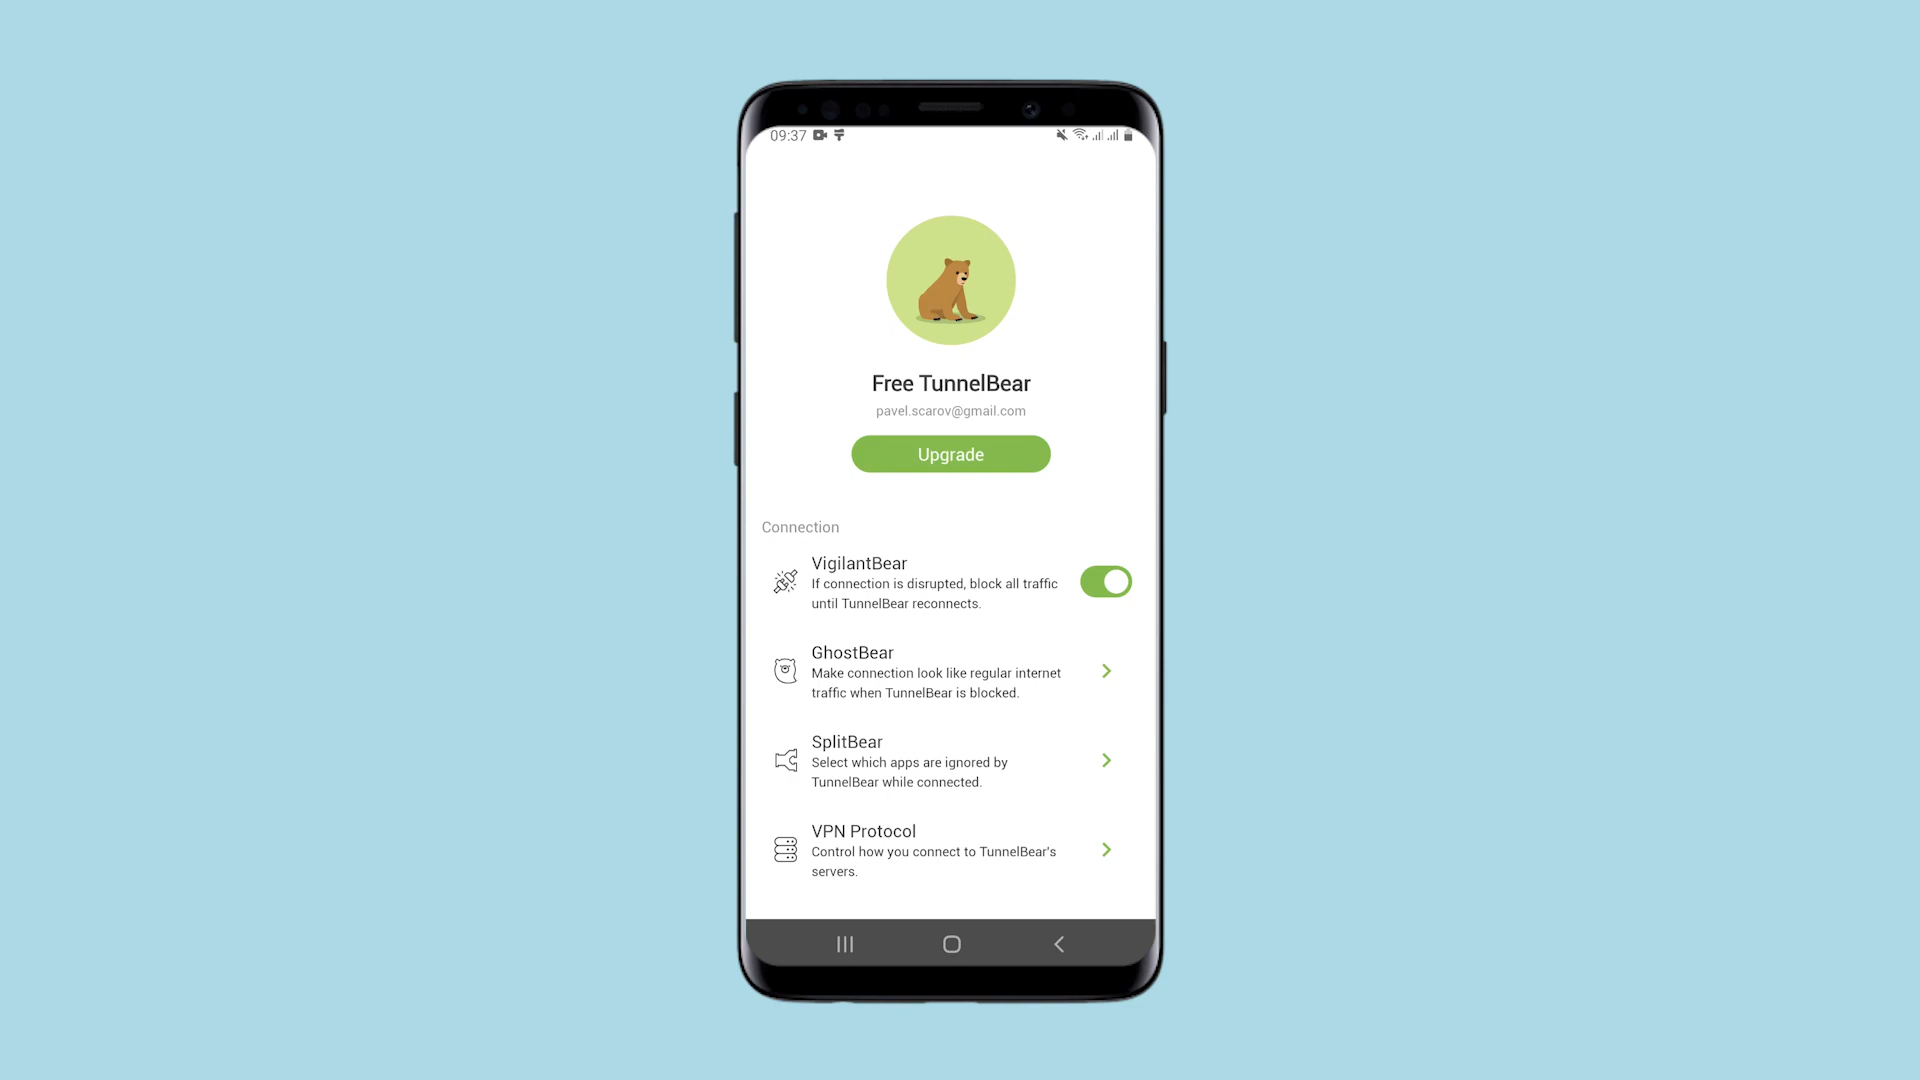 09:37
Free TunnelBear
pavel.scarov@gmail.com
Upgrade
Connection
VigilantBear
If connection is disrupted, block all traffic
until TunnelBear reconnects.
GhostBear
Make connection look like regular internet
traffic when TunnelBear is blocked.
SplitBear
Select which apps are ignored by
TunnelBear while connected.
VPN Protocol
Control how you connect to TunnelBear's
servers.